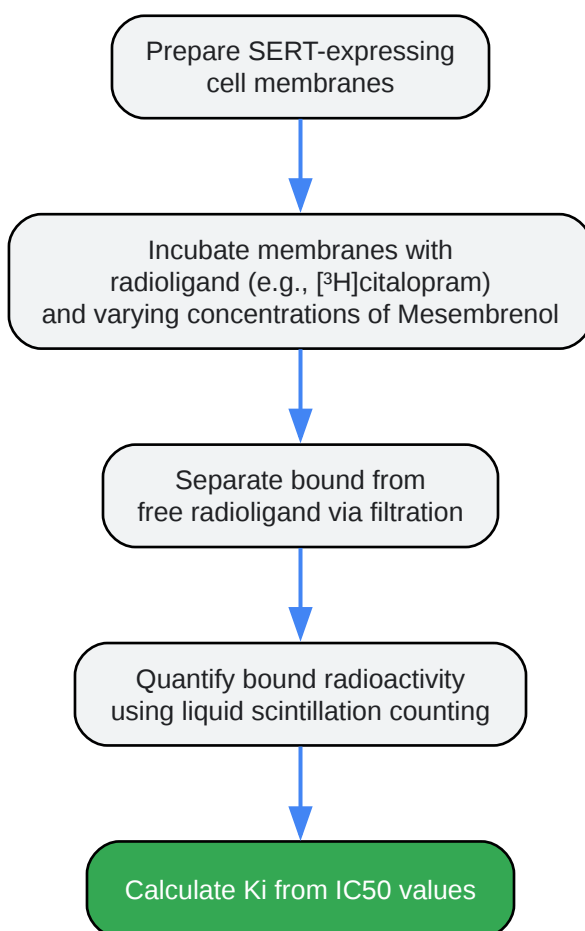 Prepare SERT-expressing
cell membranes
Incubate membranes with
radioligand (e.g., [³H]citalopram)
and varying concentrations of Mesembrenol
Separate bound from
free radioligand via filtration
Quantify bound radioactivity
using liquid scintillation counting
Calculate Ki from IC50 values